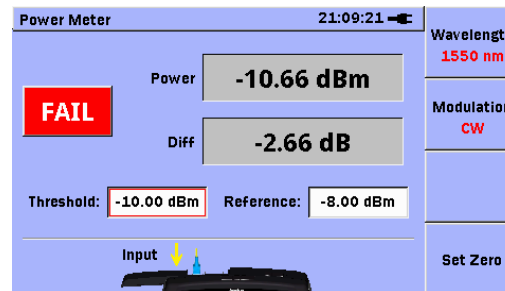 Power Meter 21:09:21
Wavelengt
1550 nm
Power -10.66 dBm
FAIL
Modulation
CW
Diff -2.66 dB
Threshold: -10.00 dBm Reference: -8.00 dBm
Input
Set Zero